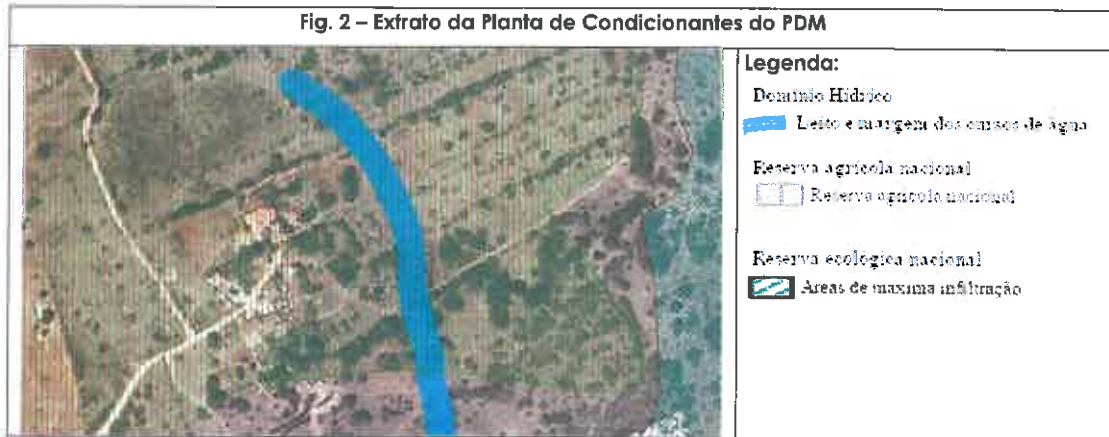 Fig. 2 – Extrato da Planta de Condicionantes do PDM
Legenda:
Domínio Hídrico
Leito e margem dos cursos de água
Reserva agrícola nacional
Reserva agrícola nacional
Reserva ecológica nacional
Áreas de máxima infiltração